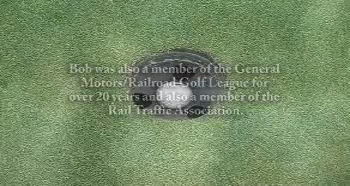 Bob was also a member of the General
Motors/Railroad Golf League for
over 20 years and also a member of the
Rail Traffic Association.